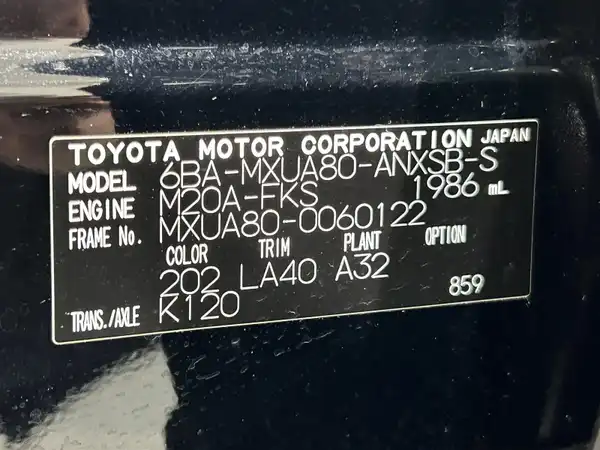 TOYOTA MOTOR CORPORATION JAPAN
MODEL 6BA-MXUA80-ANXSB-S
ENGINE M20A-FKS 1986 mL
FRAME No. MXUA80-0060122
COLOR TRIM PLANT OPTION
202 LA40 A32
TRANS./AXLE K120 859